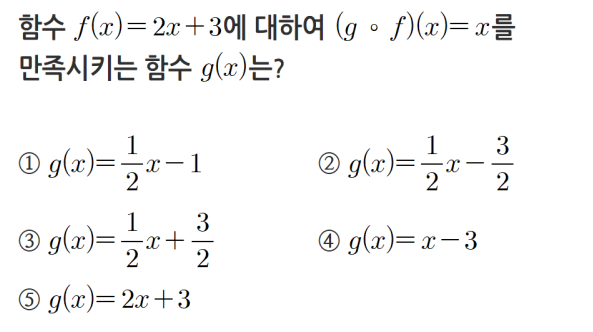 함수 f(x)=2x+3에 대하여 (g∘f)(x)=x를
만족시키는 함수 g(x)는?
① g(x)=\frac{1}{2}x-1 ② g(x)=\frac{1}{2}x-\frac{3}{2}
③ g(x)=\frac{1}{2}x+\frac{3}{2} ④ g(x)=x-3
⑤ g(x)=2x+3